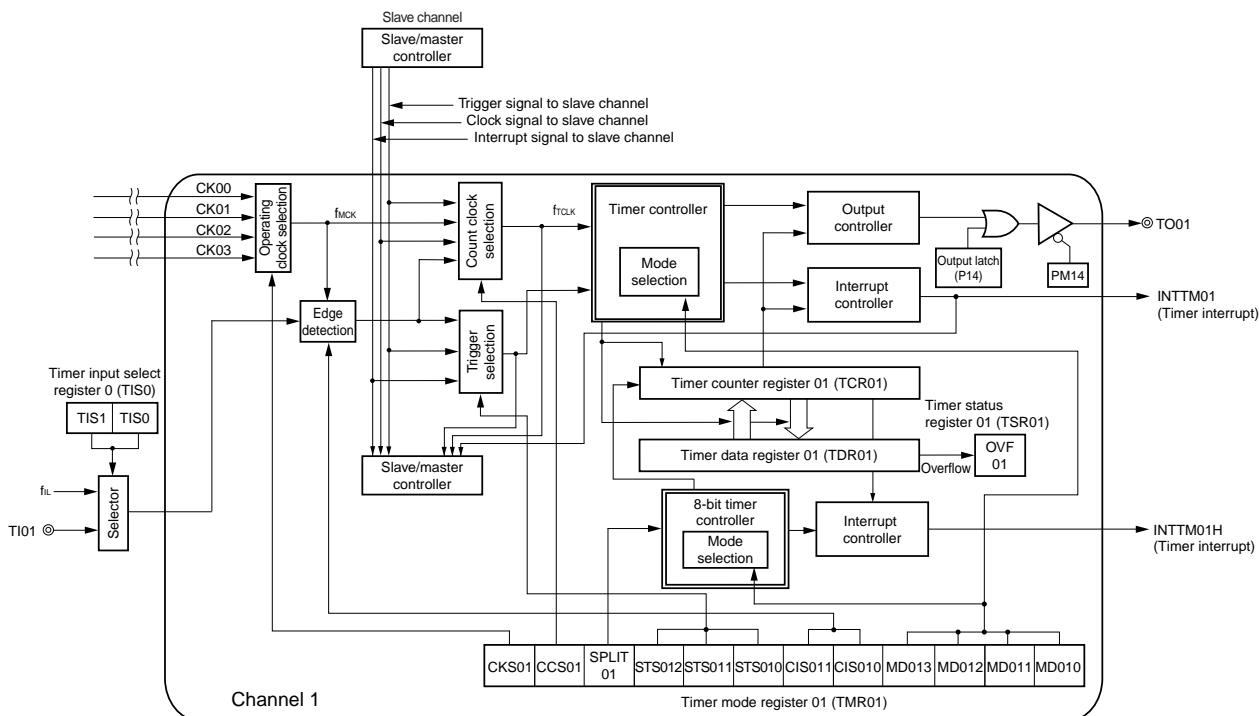 Slave channel
Slave/master
controller
Trigger signal to slave channel
Clock signal to slave channel
Interrupt signal to slave channel
CK00
CK01
CK02
CK03
Operating
clock selection
fMCK
Count clock
selection
fTCLK
Timer controller
Mode
selection
Output
controller
Output latch
(P14)
PM14
TO01
Interrupt
controller
INTTM01
(Timer interrupt)
Edge
detection
Trigger
selection
Timer input select
register 0 (TIS0)
TIS1
TIS0
fIL
TI01
Selector
Slave/master
controller
Timer counter register 01 (TCR01)
Timer status
register 01 (TSR01)
Timer data register 01 (TDR01)
Overflow
OVF
01
8-bit timer
controller
Mode
selection
Interrupt
controller
INTTM01H
(Timer interrupt)
CKS01
CCS01
SPLIT
01
STS012
STS011
STS010
CIS011
CIS010
MD013
MD012
MD011
MD010
Channel 1
Timer mode register 01 (TMR01)